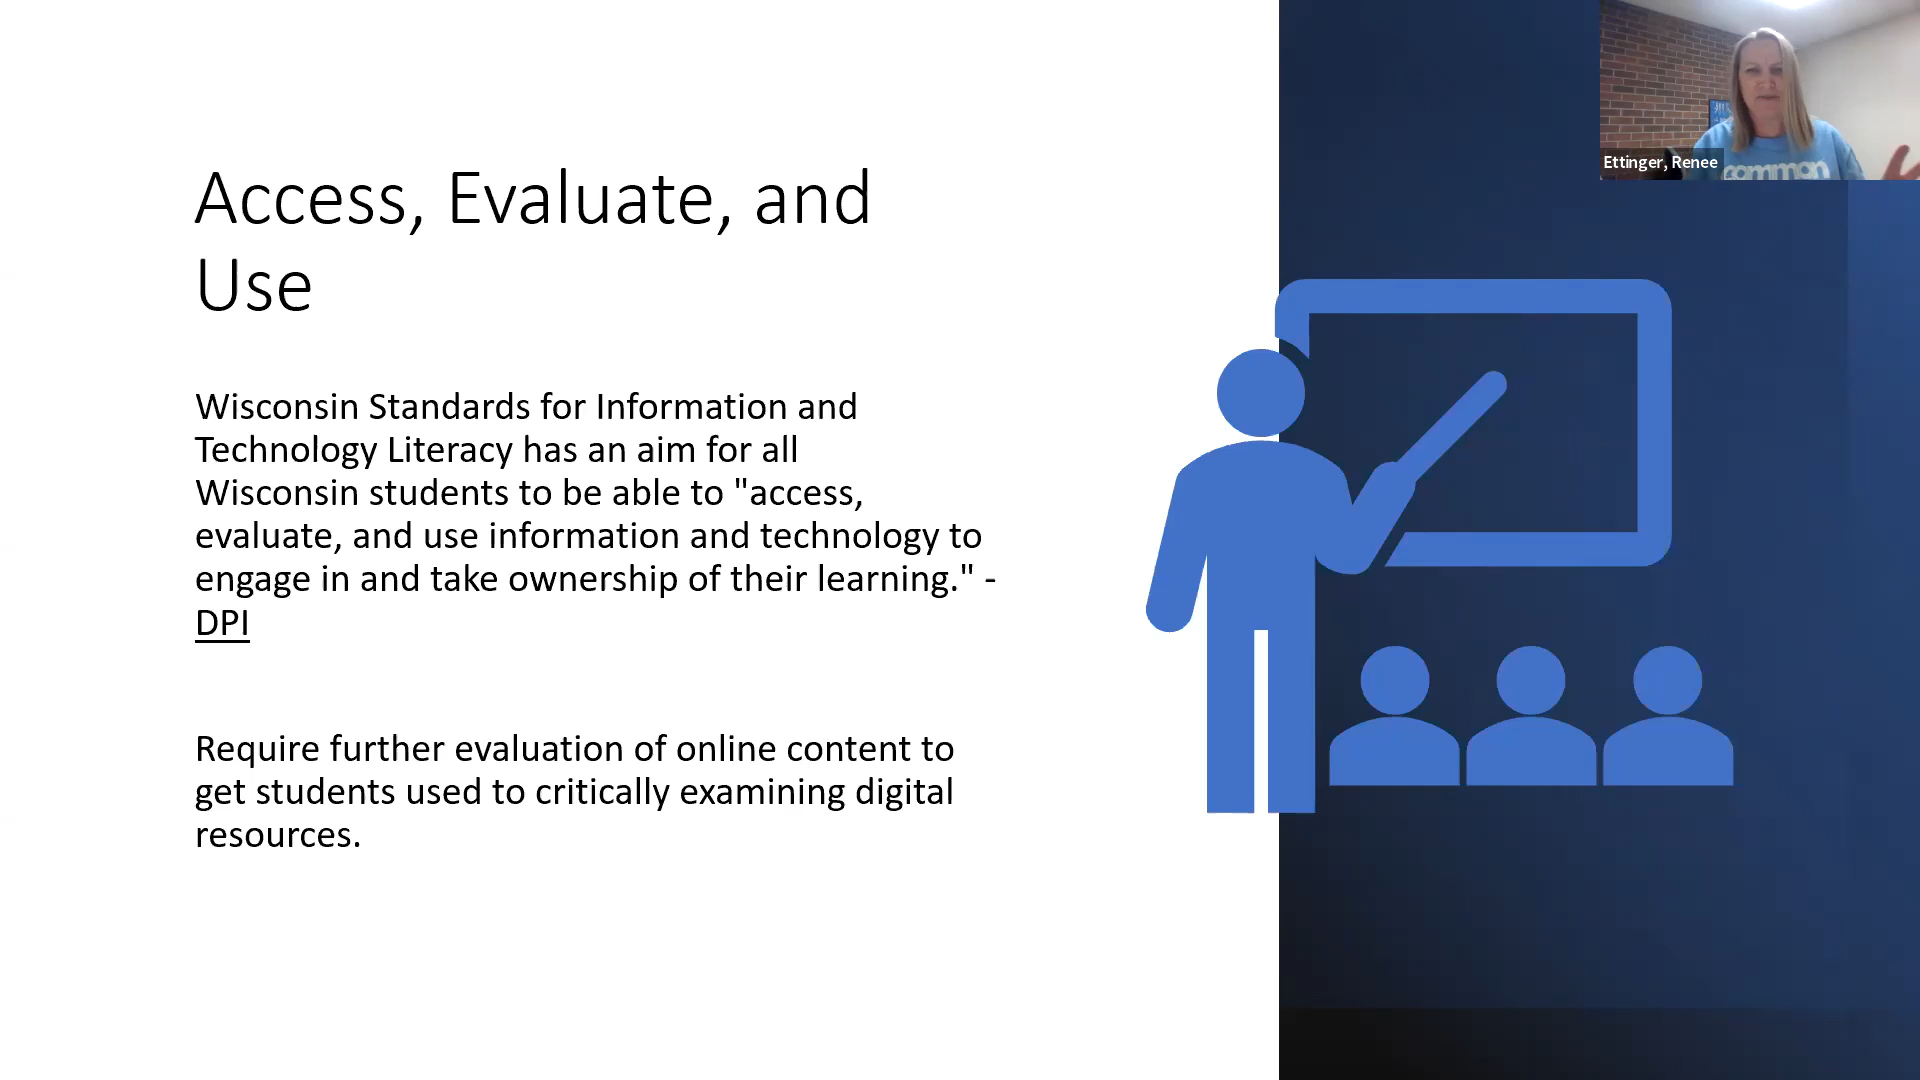 Access, Evaluate, and
Use
Wisconsin Standards for Information and
Technology Literacy has an aim for all
Wisconsin students to be able to "access,
evaluate, and use information and technology to
engage in and take ownership of their learning." -
DPI
Require further evaluation of online content to
get students used to critically examining digital
resources.
Ettinger, Renee
common